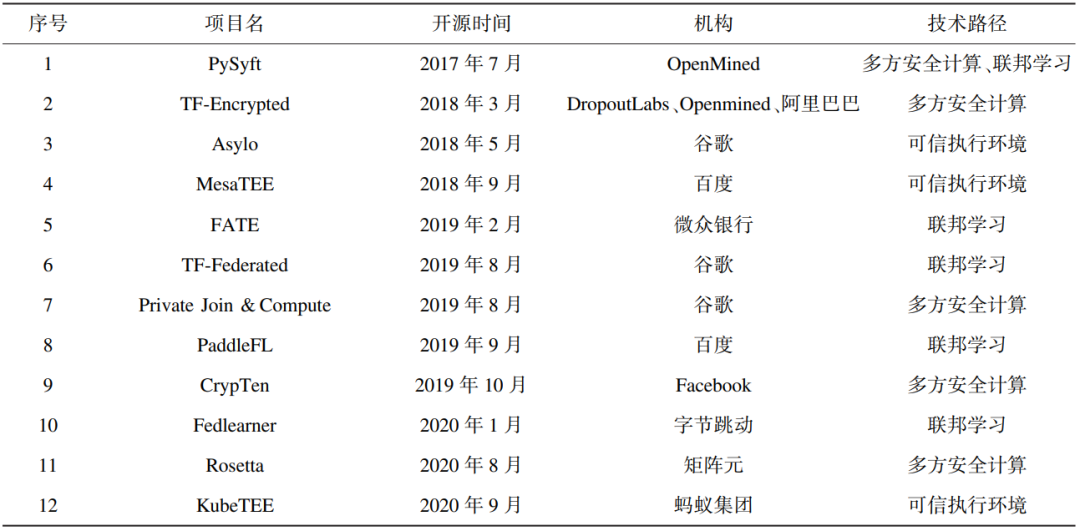 序号 项目名 开源时间 机构 技术路径
1 PySyft 2017 年 7 月 OpenMined 多方安全计算、联邦学习
2 TF-Encrypted 2018 年 3 月 DropoutLabs、Openmined、阿里巴巴 多方安全计算
3 Asylo 2018 年 5 月 谷歌 可信执行环境
4 MesaTEE 2018 年 9 月 百度 可信执行环境
5 FATE 2019 年 2 月 微众银行 联邦学习
6 TF-Federated 2019 年 8 月 谷歌 联邦学习
7 Private Join & Compute 2019 年 8 月 谷歌 多方安全计算
8 PaddleFL 2019 年 9 月 百度 联邦学习
9 CrypTen 2019 年 10 月 Facebook 多方安全计算
10 Fedlearner 2020 年 1 月 字节跳动 联邦学习
11 Rosetta 2020 年 8 月 矩阵元 多方安全计算
12 KubeTEE 2020 年 9 月 蚂蚁集团 可信执行环境